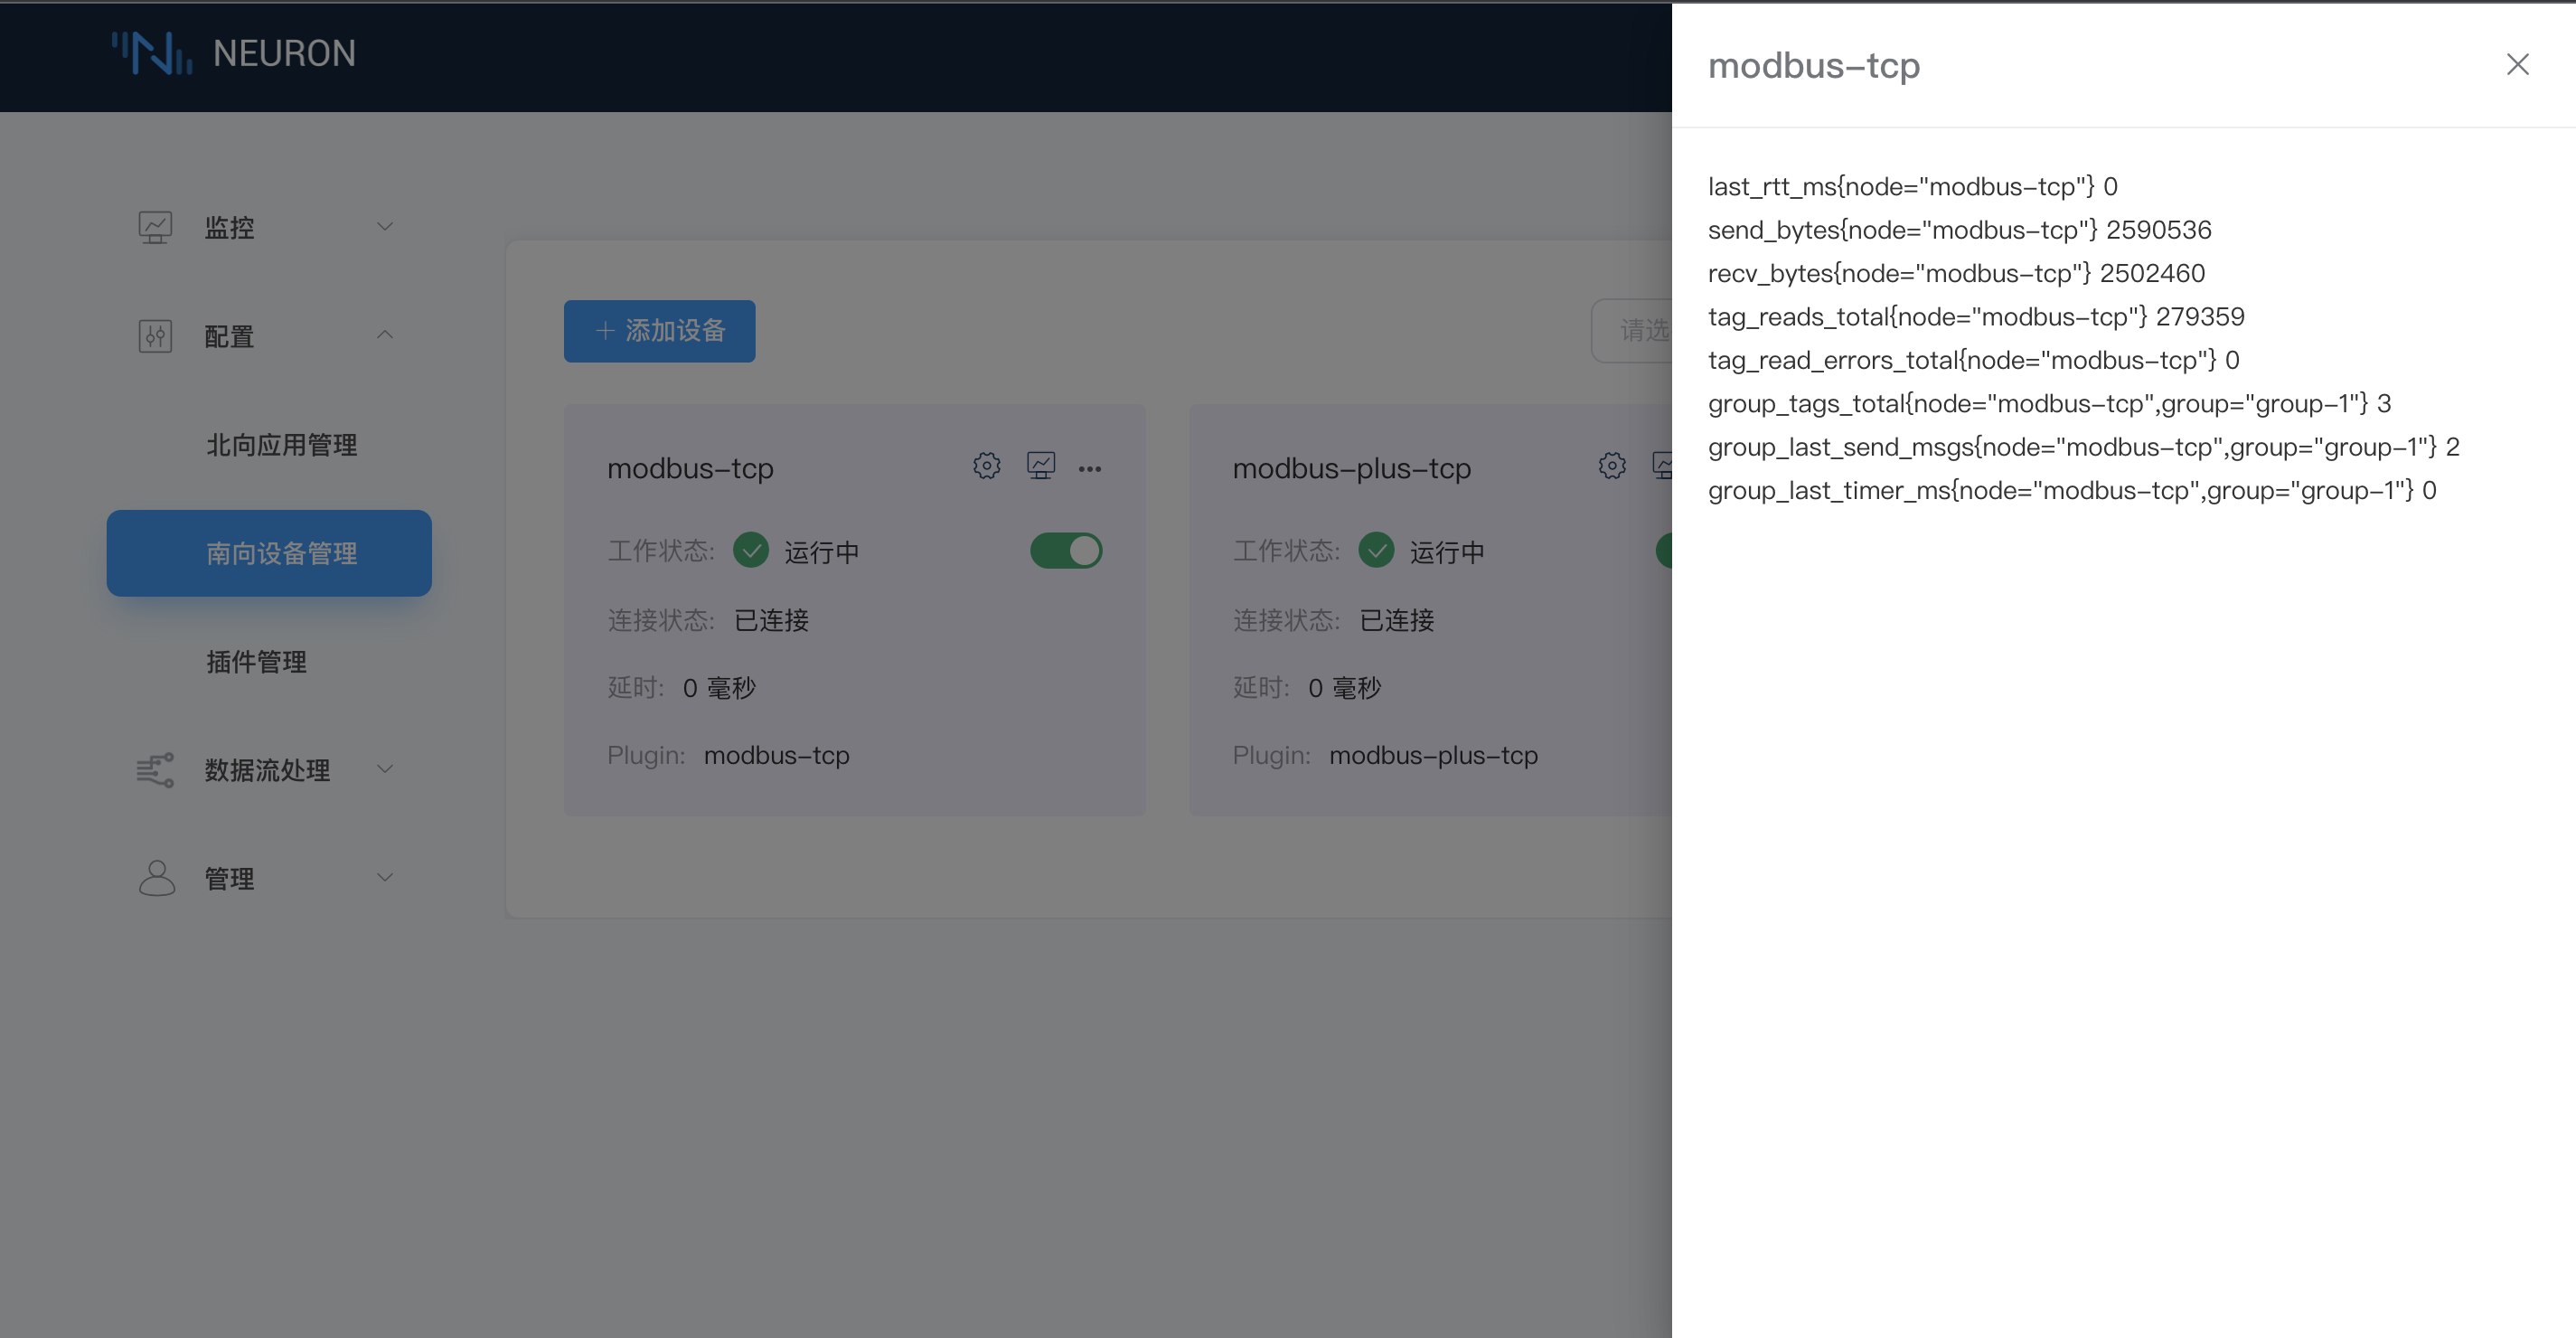 NEURON
监控
配置
北向应用管理
南向设备管理
插件管理
数据流处理
管理
+ 添加设备
请选
modbus-tcp
工作状态: 运行中
连接状态: 已连接
延时: 0 毫秒
Plugin: modbus-tcp
modbus-plus-tcp
工作状态: 运行中
连接状态: 已连接
延时: 0 毫秒
Plugin: modbus-plus-tcp
modbus-tcp
last_rtt_ms{node="modbus-tcp"} 0
send_bytes{node="modbus-tcp"} 2590536
recv_bytes{node="modbus-tcp"} 2502460
tag_reads_total{node="modbus-tcp"} 279359
tag_read_errors_total{node="modbus-tcp"} 0
group_tags_total{node="modbus-tcp",group="group-1"} 3
group_last_send_msgs{node="modbus-tcp",group="group-1"} 2
group_last_timer_ms{node="modbus-tcp",group="group-1"} 0